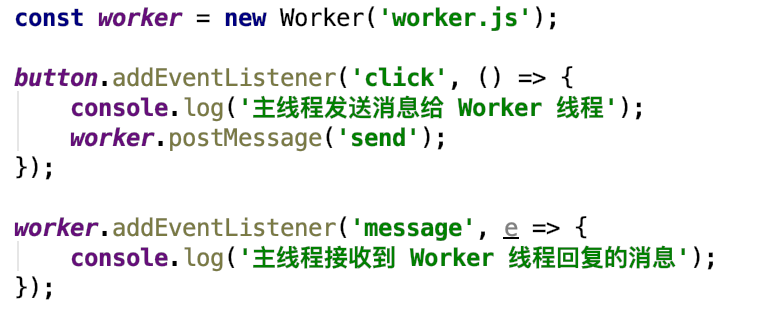 const worker = new Worker('worker.js');
button.addEventListener('click', () => {
console.log('主线程发送消息给 Worker 线程');
worker.postMessage('send');
});
worker.addEventListener('message', e => {
console.log('主线程接收到 Worker 线程回复的消息');
});